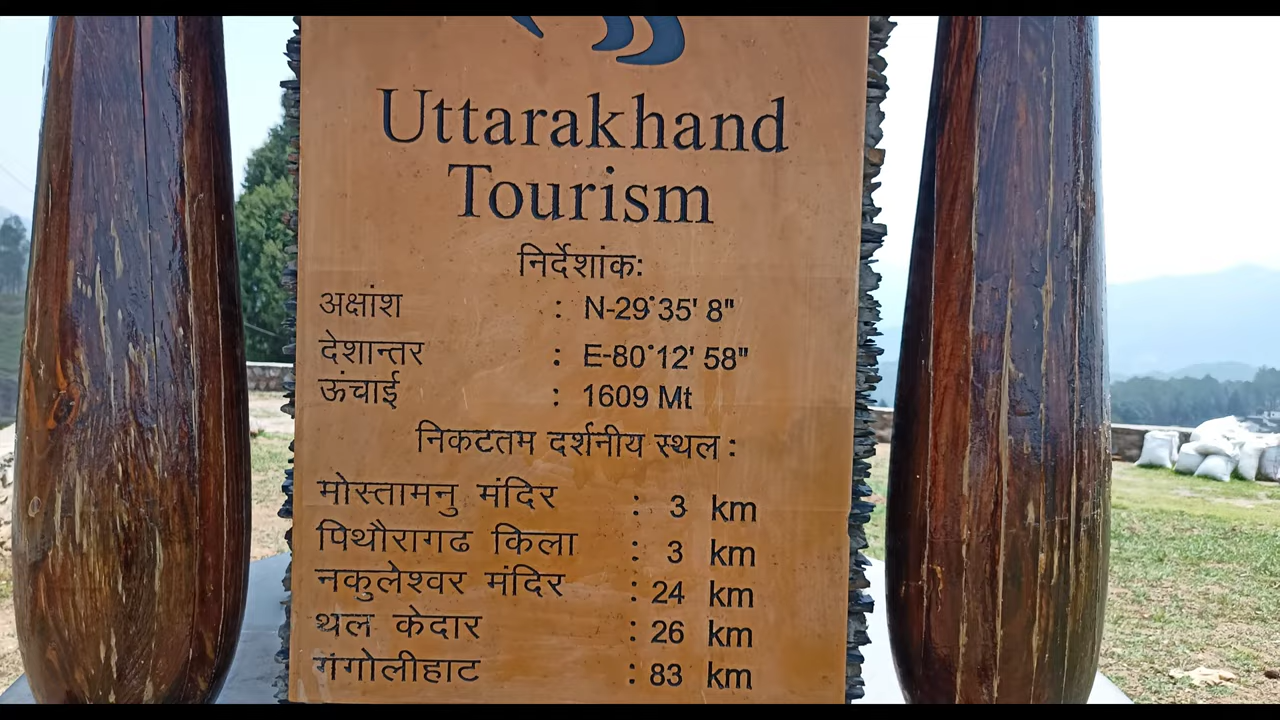 Uttarakhand
Tourism
निर्देशांक:
अक्षांश : N-29°35' 8"
देशान्तर : E-80°12' 58"
ऊंचाई : 1609 Mt
निकटतम दर्शनीय स्थल :
मोस्तामनु मंदिर : 3 km
पिथौरागढ किला : 3 km
नकुलेश्वर मंदिर : 24 km
थल केदार : 26 km
गंगोलीहाट : 83 km